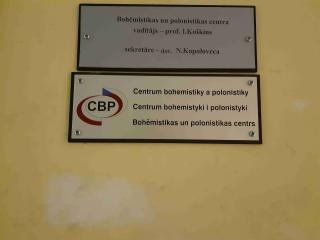 Bohēmistikas un polonistikas centra
vadītājs – prof. I.Koškins
sekretāre - asc. N.Kopoloveca
CBP
Centrum bohemistiky a polonistiky
Centrum bohemistyki i polonistyki
Bohēmistikas un polonistikas centrs